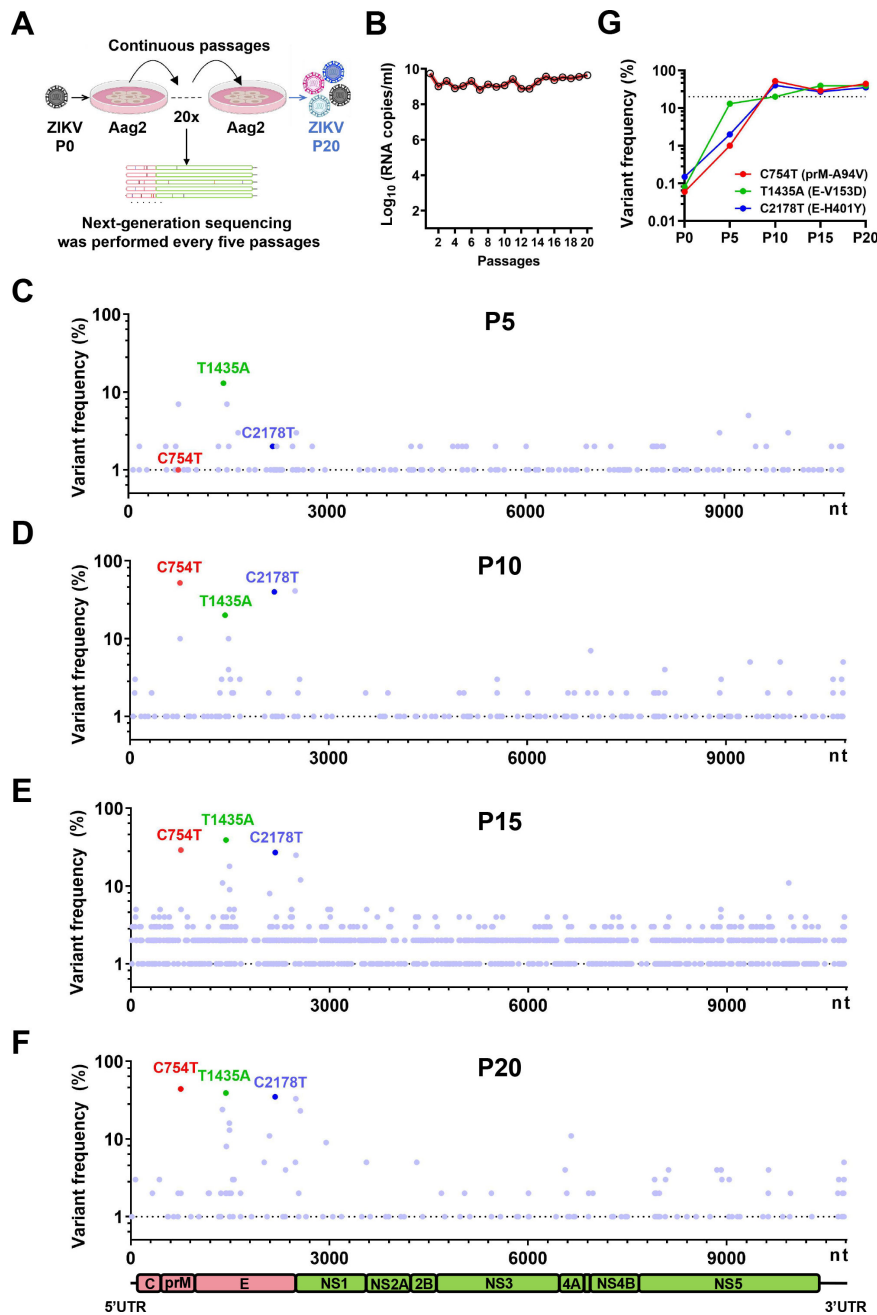 A
Continuous passages
ZIKV
P0
Aag2
20x
Aag2
ZIKV
P20
Next-generation sequencing
was performed every five passages
B
Log10 (RNA copies/ml)
10
8
6
4
2
2 4 6 8 10 12 14 16 18 20
Passages
G
Variant frequency (%)
100
10
1
0.1
0.01
C754T (prM-A94V)
T1435A (E-V153D)
C2178T (E-H401Y)
P0 P5 P10 P15 P20
C
P5
Variant frequency (%)
100
10
1
T1435A
C2178T
C754T
0 3000 6000 9000 nt
D
P10
Variant frequency (%)
100
10
1
C754T
C2178T
T1435A
0 3000 6000 9000 nt
E
P15
Variant frequency (%)
100
10
1
T1435A
C754T
C2178T
0 3000 6000 9000 nt
F
P20
Variant frequency (%)
100
10
1
C754T
T1435A
C2178T
0 3000 6000 9000 nt
C prM E NS1 NS2A 2B NS3 4A NS4B NS5
5'UTR 3'UTR